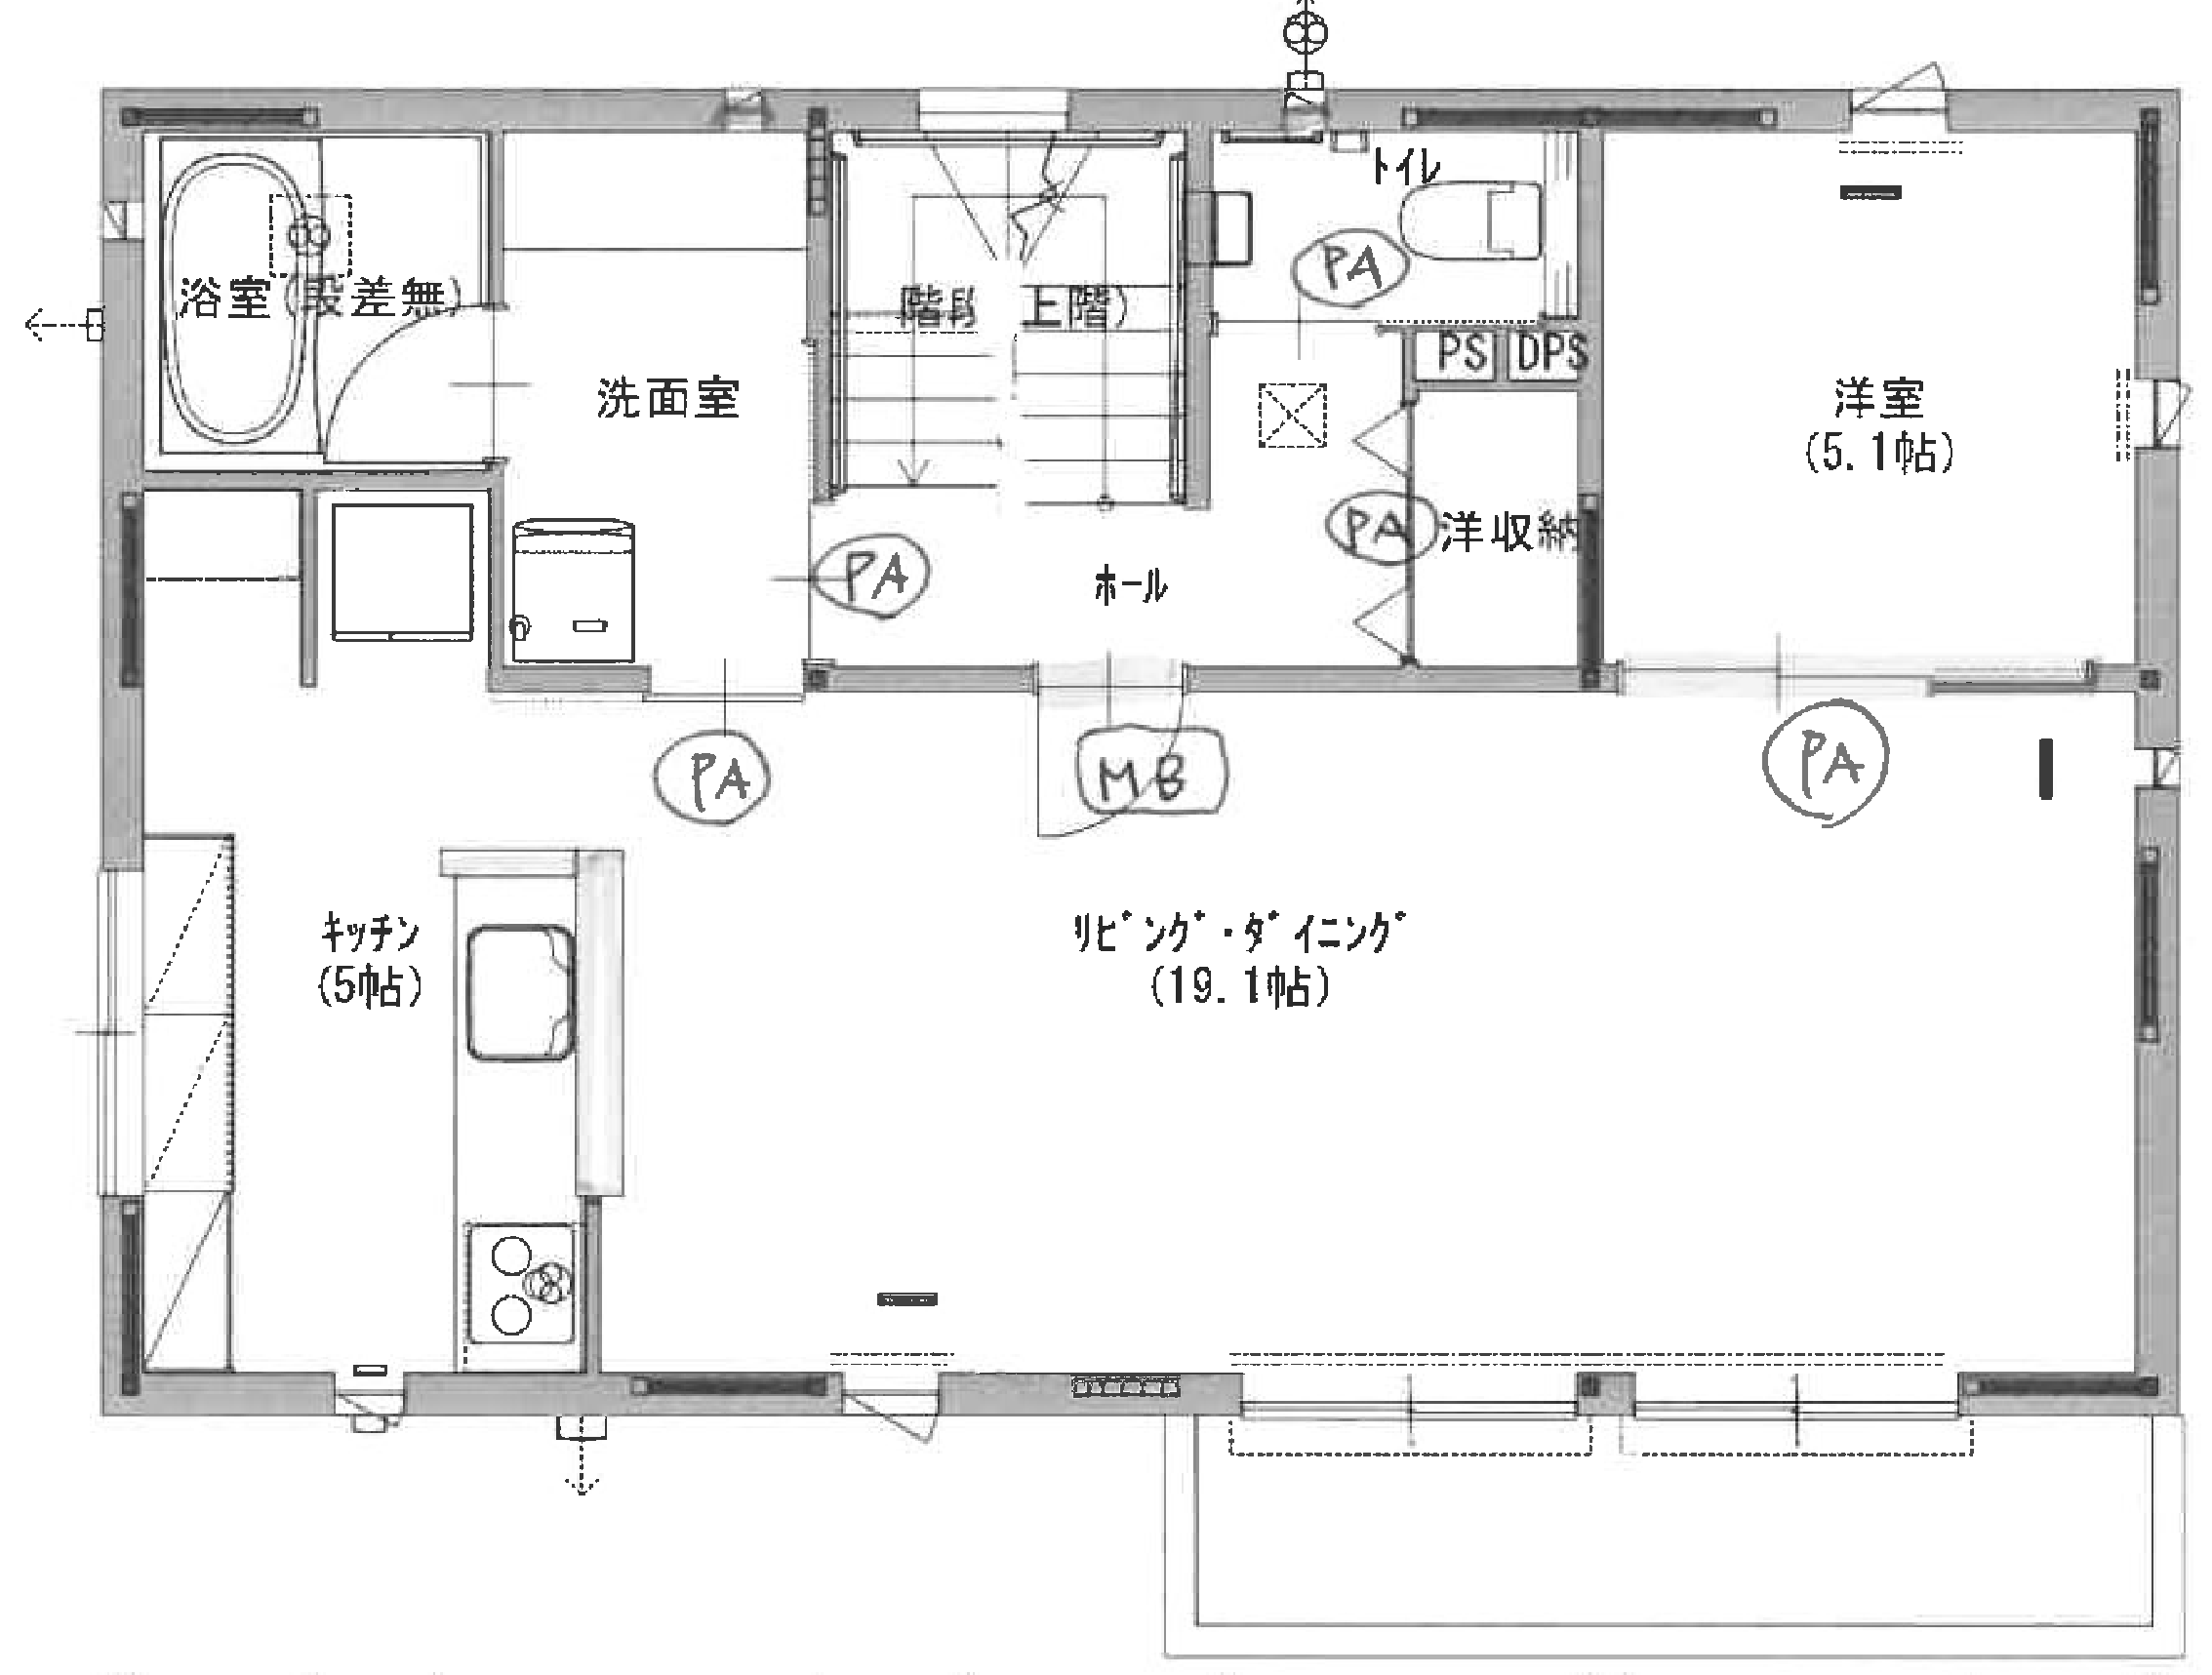 トイレ
PA
浴室(段差無)
階段 上階)
PS
DPS
洗面室
洋室
(5.1帖)
PA
洋収納
PA
ホール
PA
MB
PA
キッチン
(5帖)
リビング・ダイニング
(19.1帖)